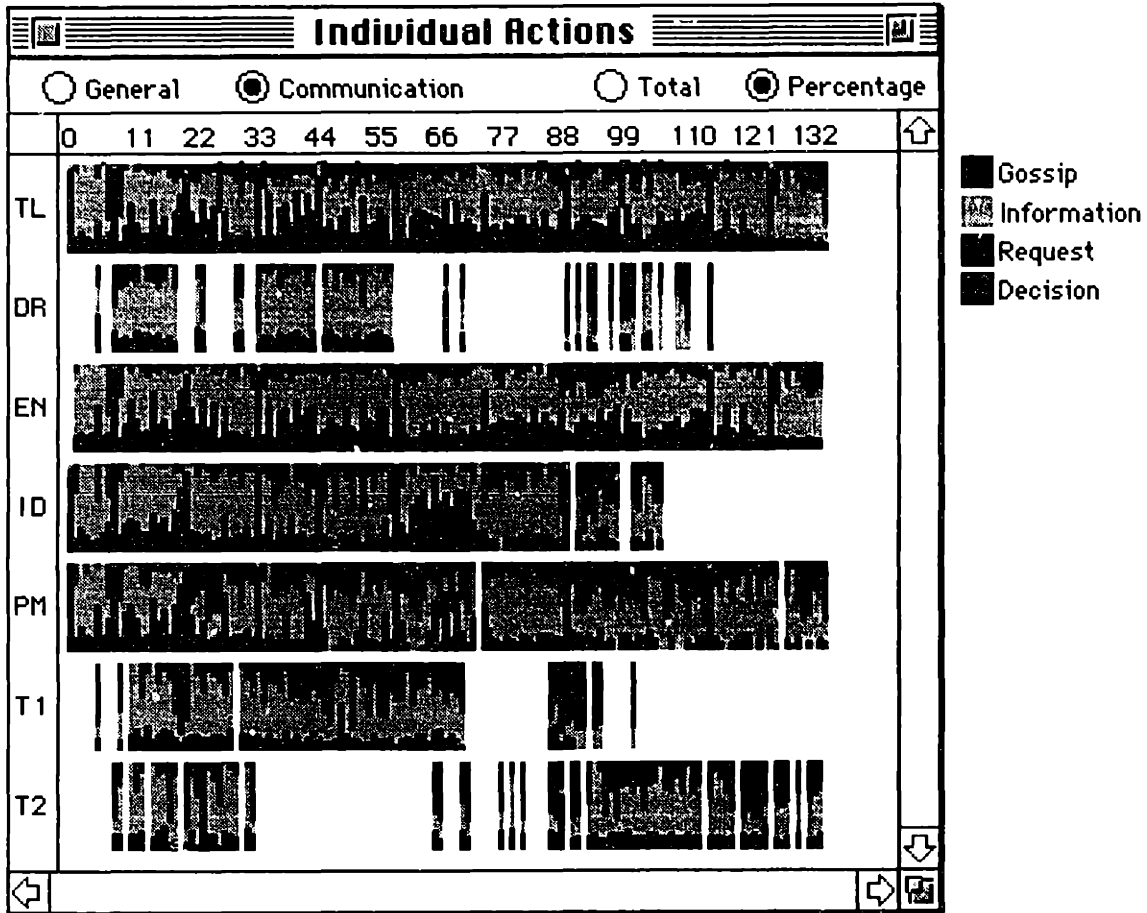 Individual Actions
General Communication Total Percentage
0 11 22 33 44 55 66 77 88 99 110 121 132
TL
DR
EN
ID
PM
T1
T2
Gossip
Information
Request
Decision